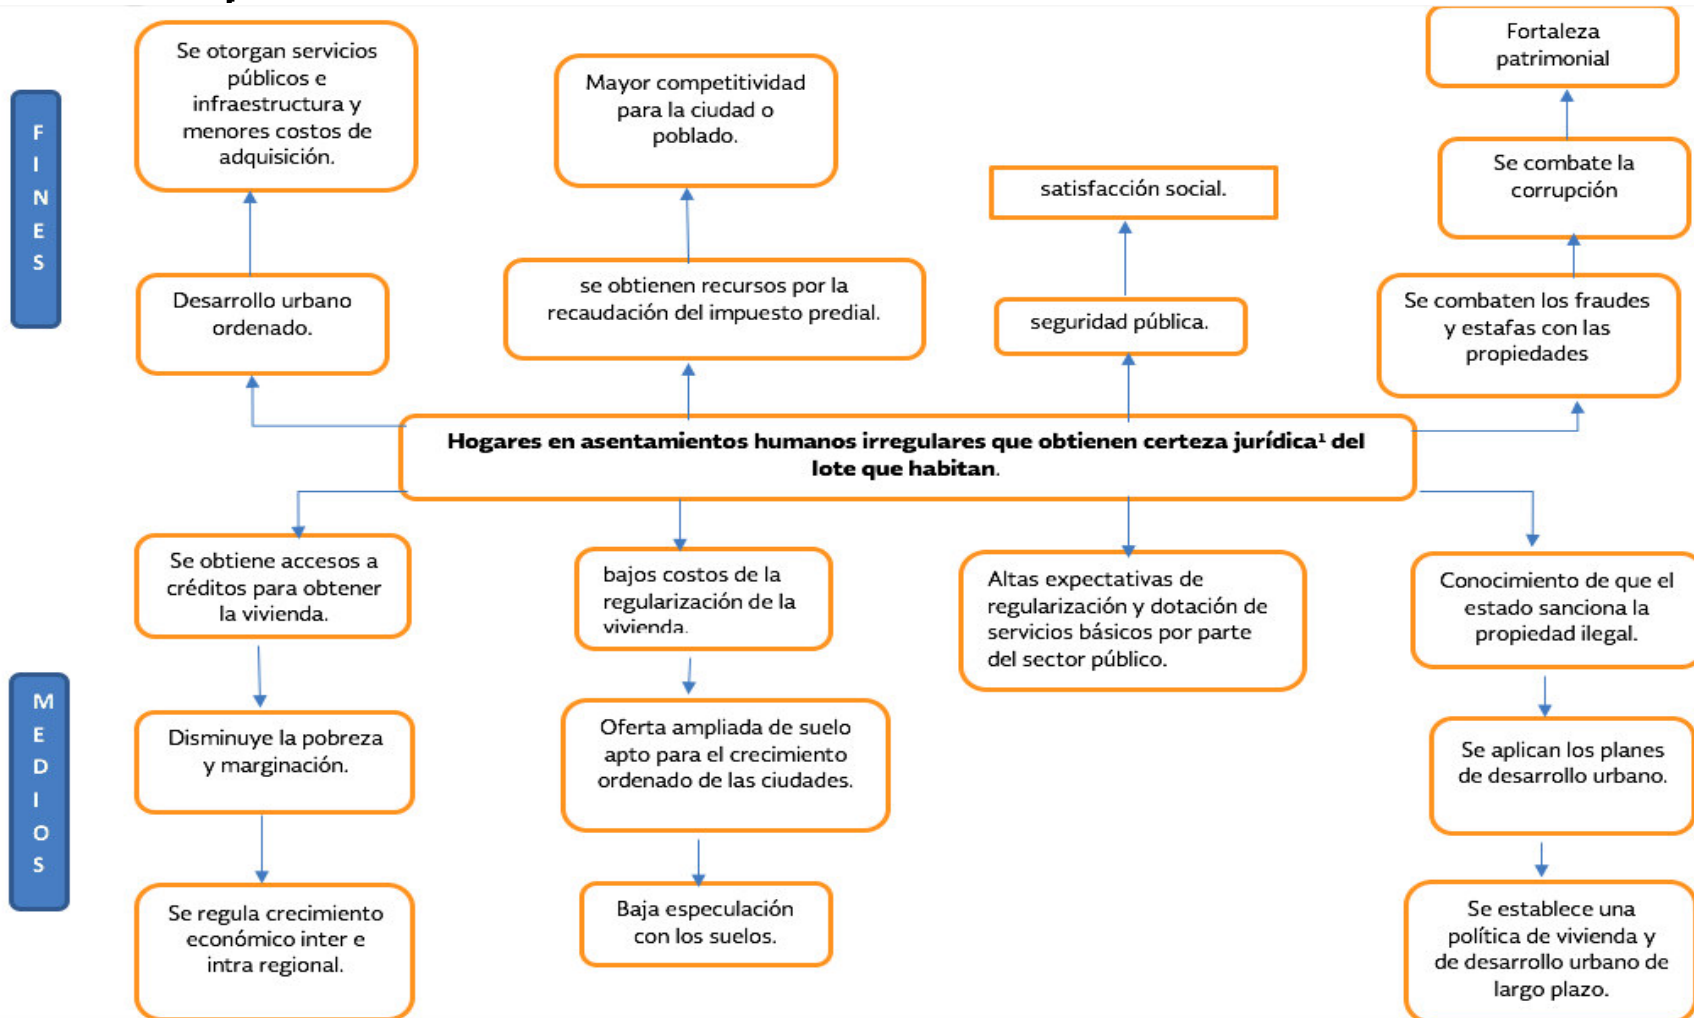 F
I
N
E
S
Se otorgan servicios
públicos e
infraestructura y
menores costos de
adquisición.
Mayor competitividad
para la ciudad o
poblado.
satisfacción social.
Fortaleza
patrimonial
Se combate la
corrupción
Desarrollo urbano
ordenado.
se obtienen recursos por la
recaudación del impuesto predial.
seguridad pública.
Se combaten los fraudes
y estafas con las
propiedades
Hogares en asentamientos humanos irregulares que obtienen certeza jurídica¹ del
lote que habitan.
M
E
D
I
O
S
Se obtiene accesos a
créditos para obtener
la vivienda.
bajos costos de la
regularización de la
vivienda.
Altas expectativas de
regularización y dotación de
servicios básicos por parte
del sector público.
Conocimiento de que el
estado sanciona la
propiedad ilegal.
Disminuye la pobreza
y marginación.
Oferta ampliada de suelo
apto para el crecimiento
ordenado de las ciudades.
Se aplican los planes
de desarrollo urbano.
Se regula crecimiento
económico inter e
intra regional.
Baja especulación
con los suelos.
Se establece una
política de vivienda y
de desarrollo urbano de
largo plazo.